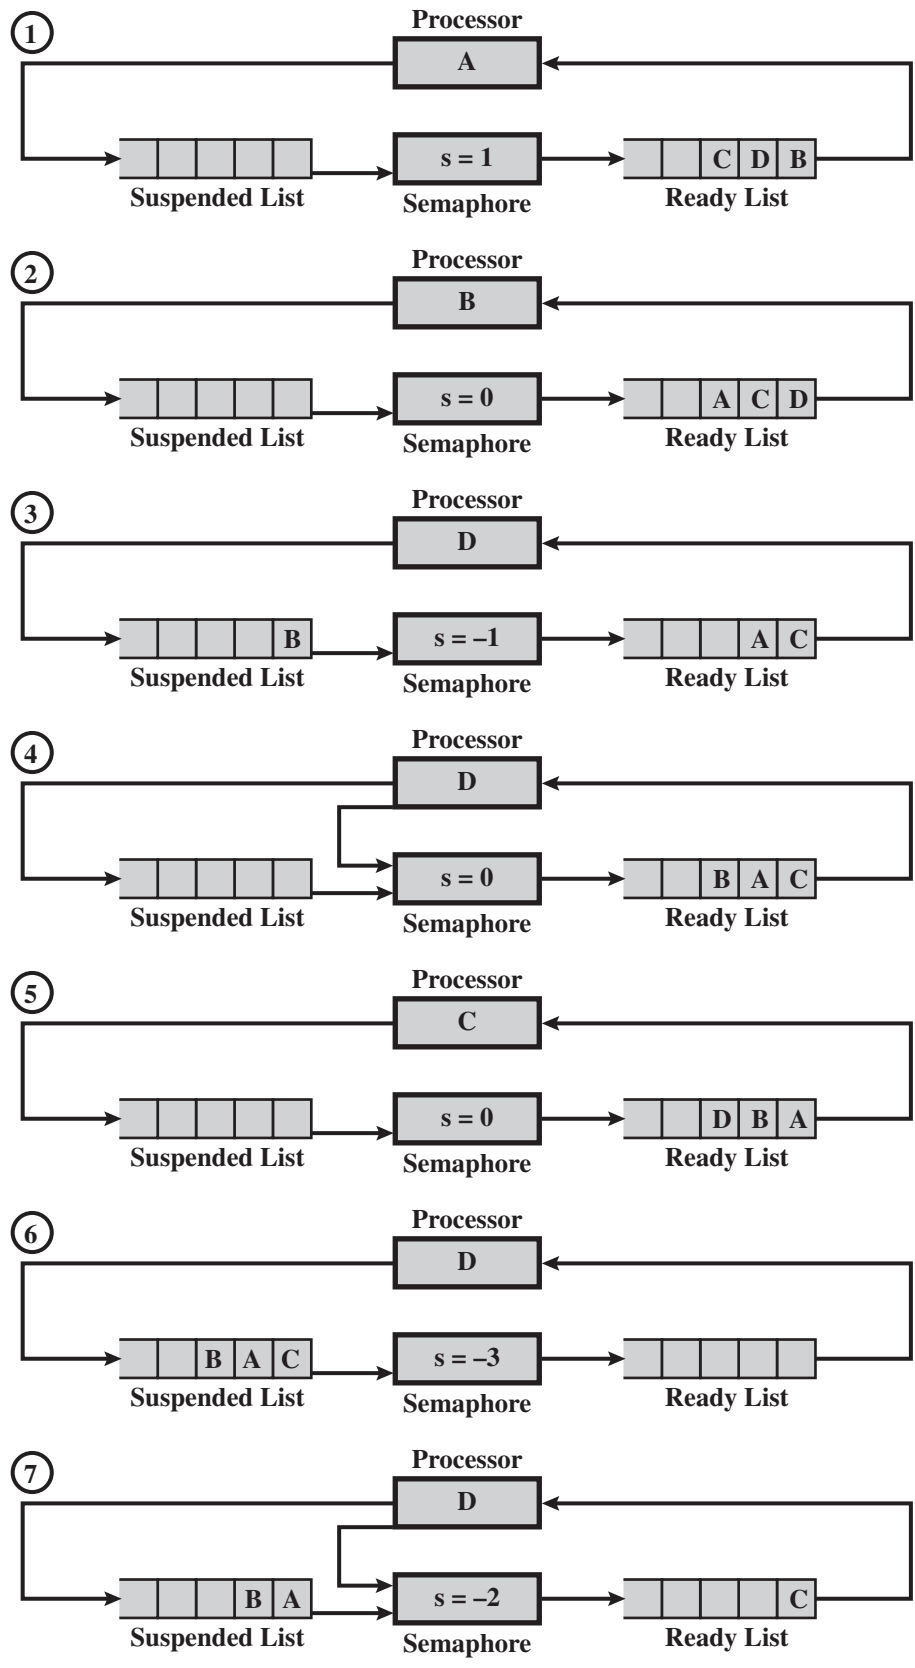 1
Processor
A
s = 1
C D B
Suspended List
Semaphore
Ready List
2
Processor
B
s = 0
A C D
Suspended List
Semaphore
Ready List
3
Processor
D
B
s = –1
A C
Suspended List
Semaphore
Ready List
4
Processor
D
s = 0
B A C
Suspended List
Semaphore
Ready List
5
Processor
C
s = 0
D B A
Suspended List
Semaphore
Ready List
6
Processor
D
B A C
s = –3
Suspended List
Semaphore
Ready List
7
Processor
D
B A
s = –2
C
Suspended List
Semaphore
Ready List